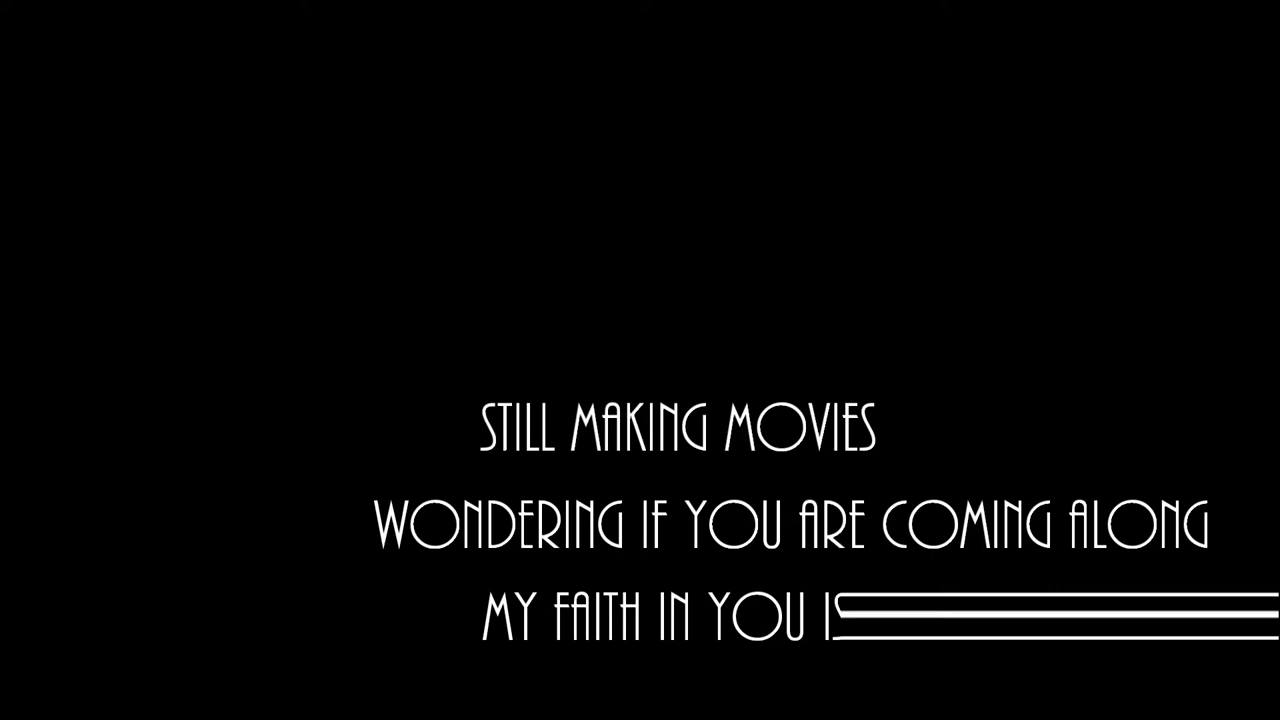 STILL MAKING MOVIES
WONDERING IF YOU ARE COMING ALONG
MY FAITH IN YOU IS